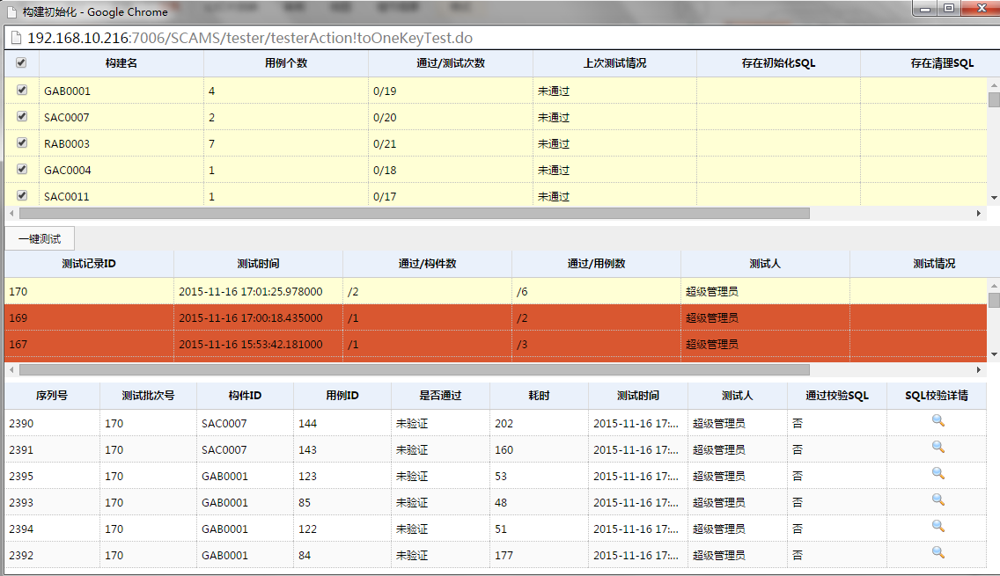 构建初始化 - Google Chrome
192.168.10.216:7006/SCAMS/tester/testerAction!toOneKeyTest.do
构建名 用例个数 通过/测试次数 上次测试情况 存在初始化SQL 存在清理SQL
GAB0001 4 0/19 未通过
SAC0007 2 0/20 未通过
RAB0003 7 0/21 未通过
GAC0004 1 0/18 未通过
SAC0011 1 0/17 未通过
一键测试
测试记录ID 测试时间 通过/构件数 通过/用例数 测试人 测试情况
170 2015-11-16 17:01:25.978000 /2 /6 超级管理员
169 2015-11-16 17:00:18.435000 /1 /2 超级管理员
167 2015-11-16 15:53:42.181000 /1 /3 超级管理员
序列号 测试批次号 构件ID 用例ID 是否通过 耗时 测试时间 测试人 通过校验SQL SQL校验详情
2390 170 SAC0007 144 未验证 202 2015-11-16 17:... 超级管理员 否
2391 170 SAC0007 143 未验证 160 2015-11-16 17:... 超级管理员 否
2395 170 GAB0001 123 未验证 53 2015-11-16 17:... 超级管理员 否
2393 170 GAB0001 85 未验证 48 2015-11-16 17:... 超级管理员 否
2394 170 GAB0001 122 未验证 51 2015-11-16 17:... 超级管理员 否
2392 170 GAB0001 84 未验证 177 2015-11-16 17:... 超级管理员 否